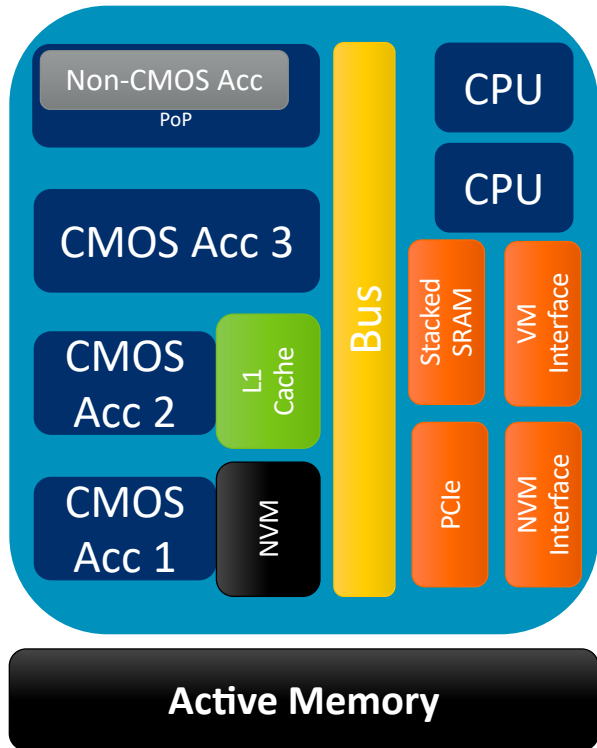 Non-CMOS Acc
PoP
CMOS Acc 3
CMOS
Acc 2
L1
Cache
CMOS
Acc 1
NVM
Bus
CPU
CPU
Stacked
SRAM
VM
Interface
PCIe
NVM
Interface
Active Memory